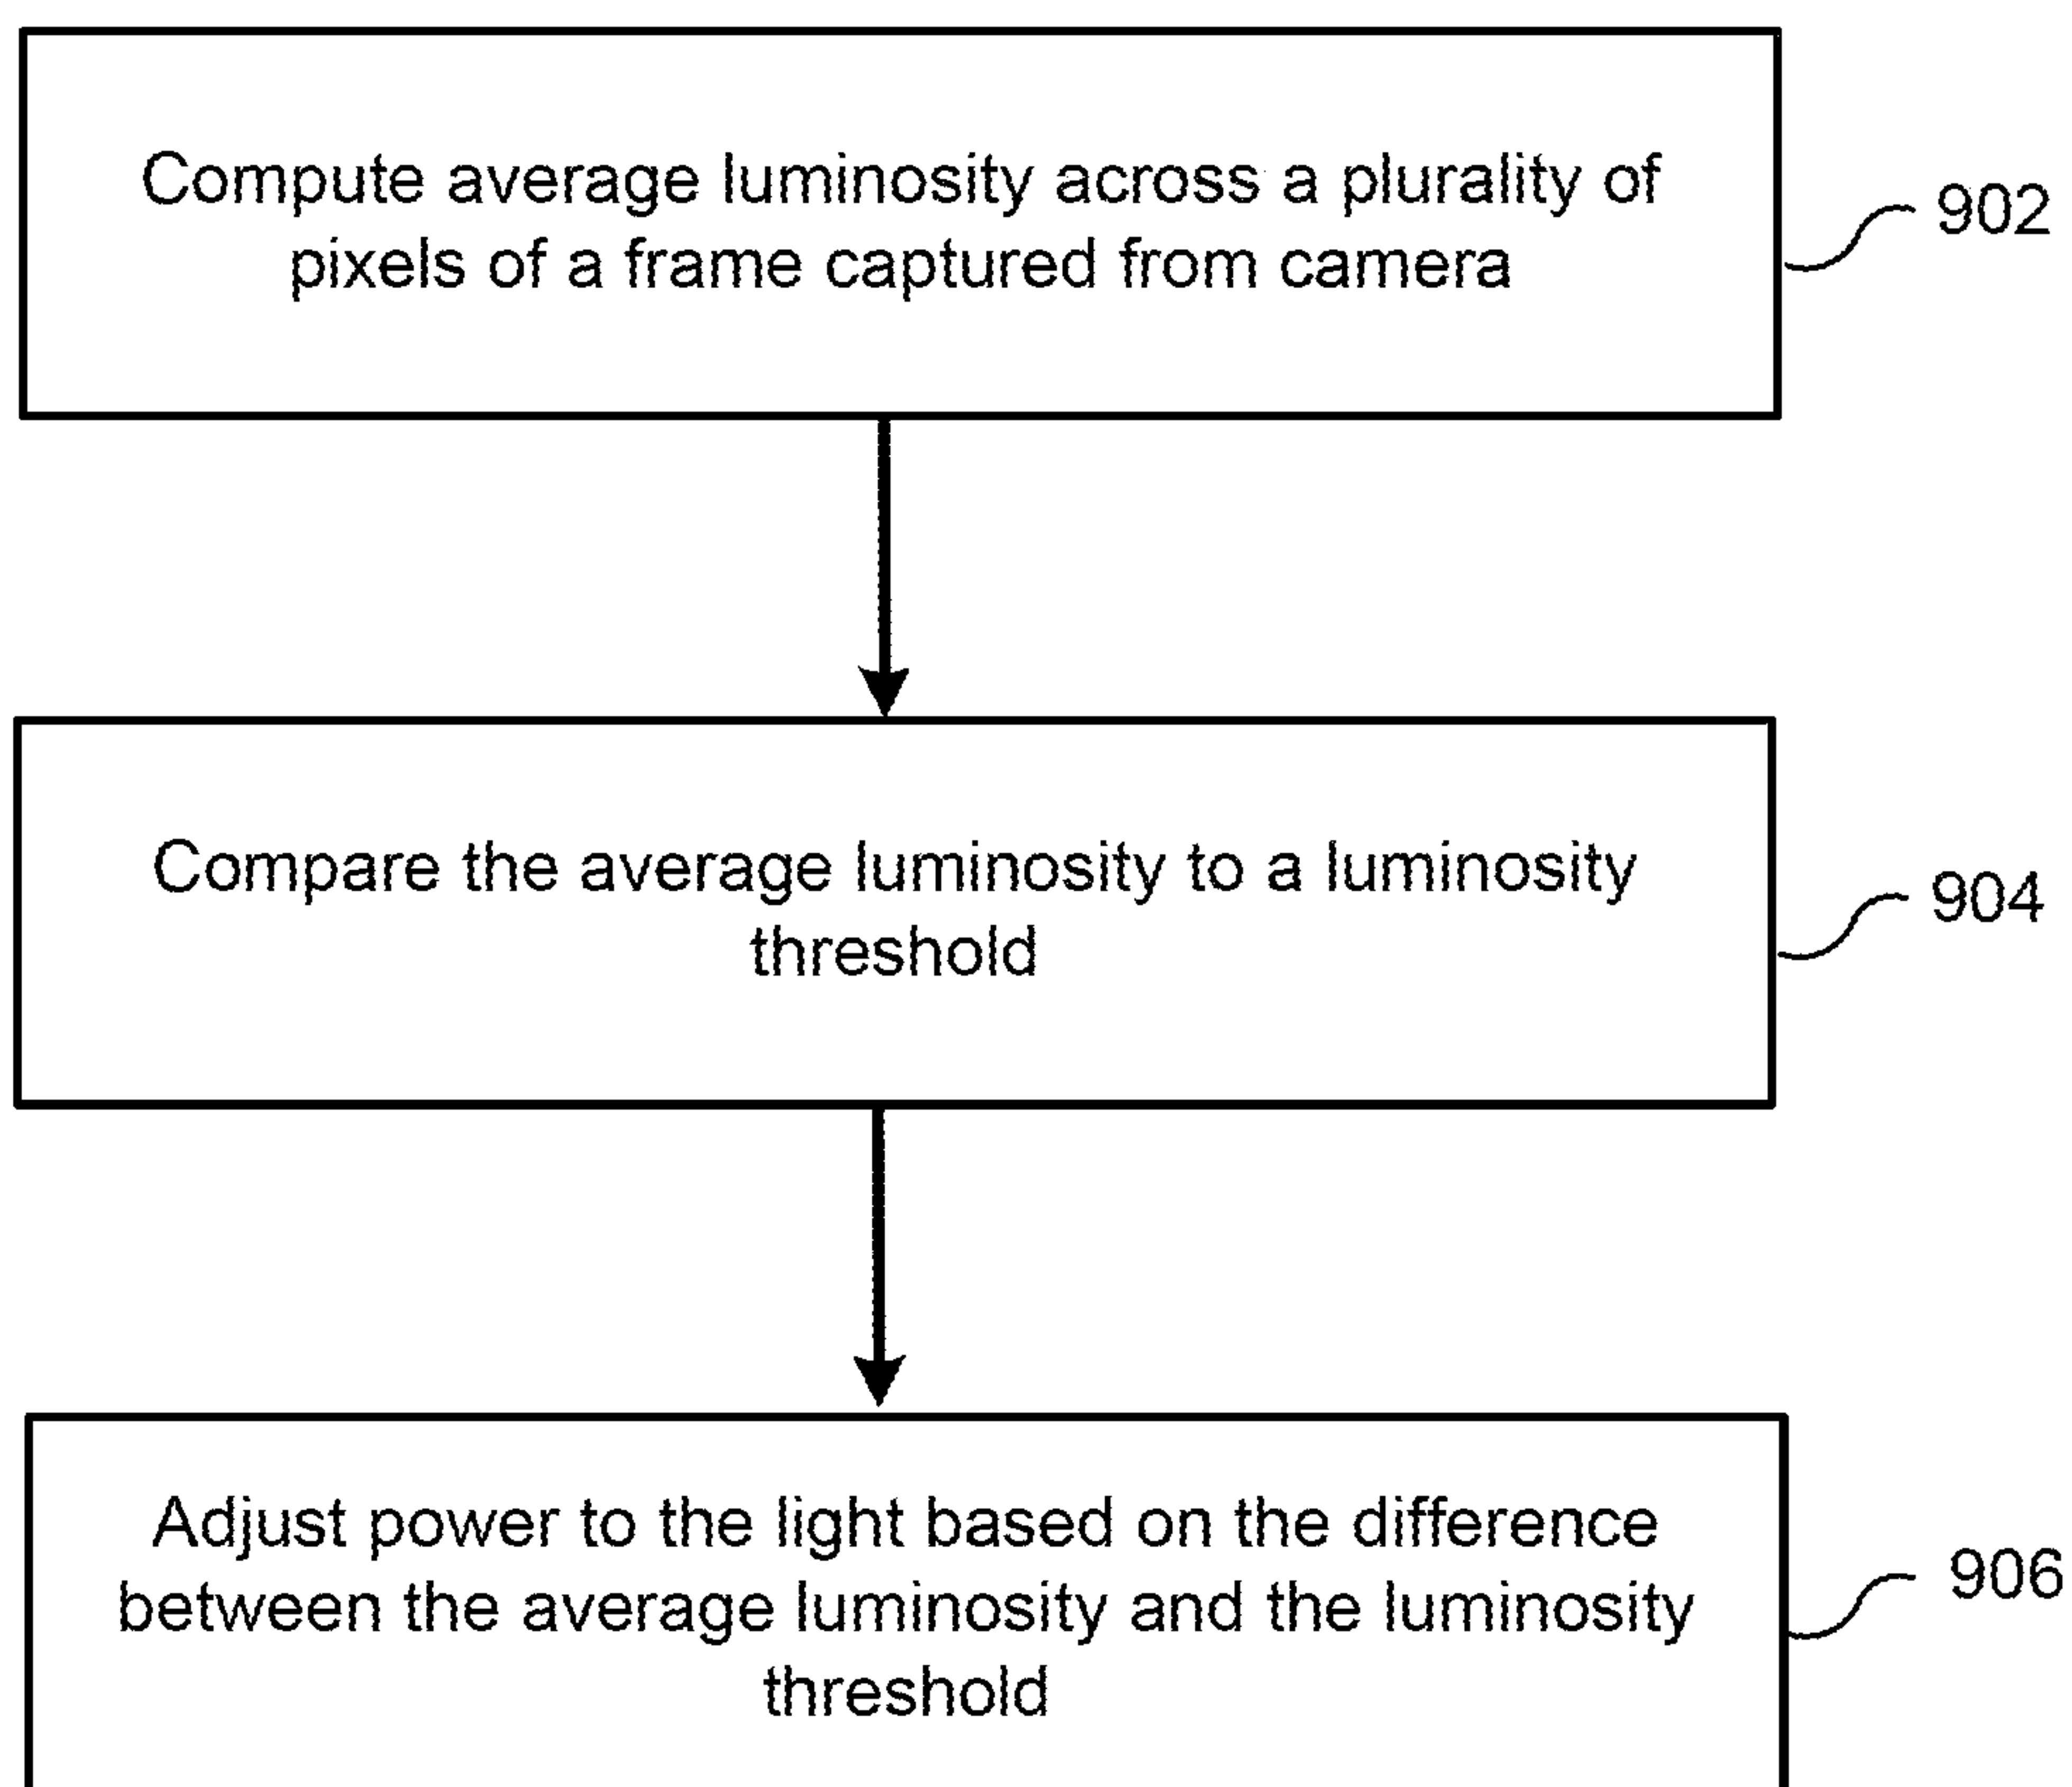 Compute average luminosity across a plurality of
pixels of a frame captured from camera
902
Compare the average luminosity to a luminosity
threshold
904
Adjust power to the light based on the difference
between the average luminosity and the luminosity
threshold
906